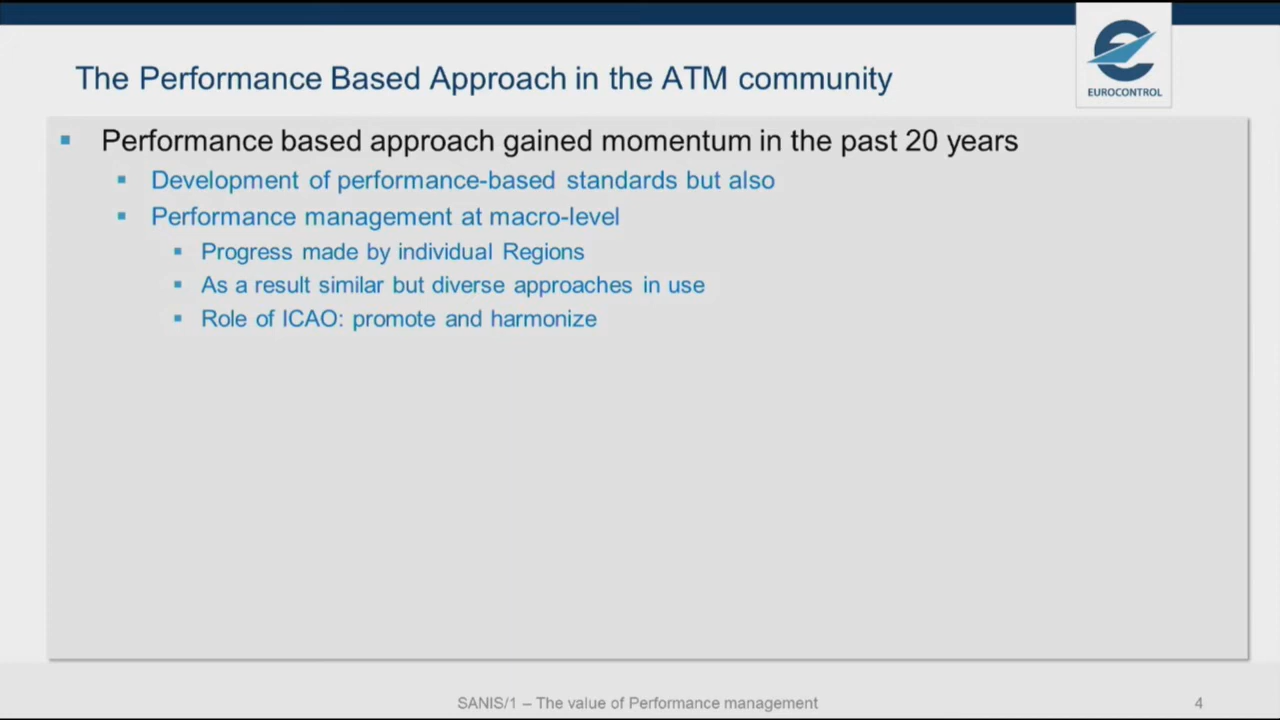 EUROCONTROL
The Performance Based Approach in the ATM community
Performance based approach gained momentum in the past 20 years
Development of performance-based standards but also
Performance management at macro-level
Progress made by individual Regions
As a result similar but diverse approaches in use
Role of ICAO: promote and harmonize
SANIS/1 – The value of Performance management
4